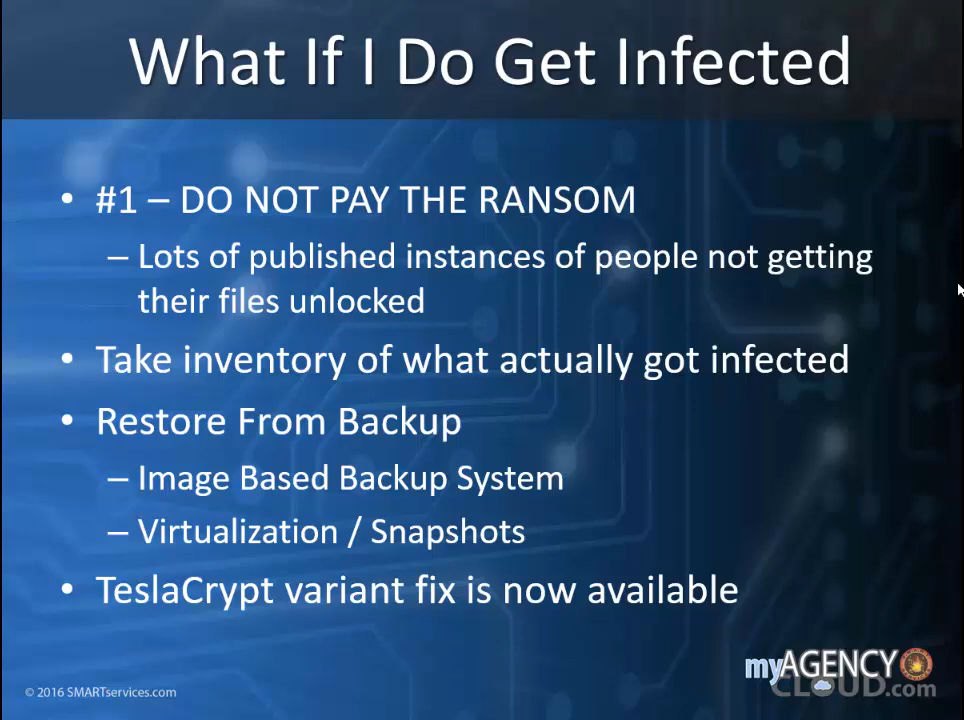 What If I Do Get Infected
• #1 – DO NOT PAY THE RANSOM
– Lots of published instances of people not getting
their files unlocked
• Take inventory of what actually got infected
• Restore From Backup
– Image Based Backup System
– Virtualization / Snapshots
• TeslaCrypt variant fix is now available
myAGENCY
CLOUD.com
© 2016 SMARTservices.com